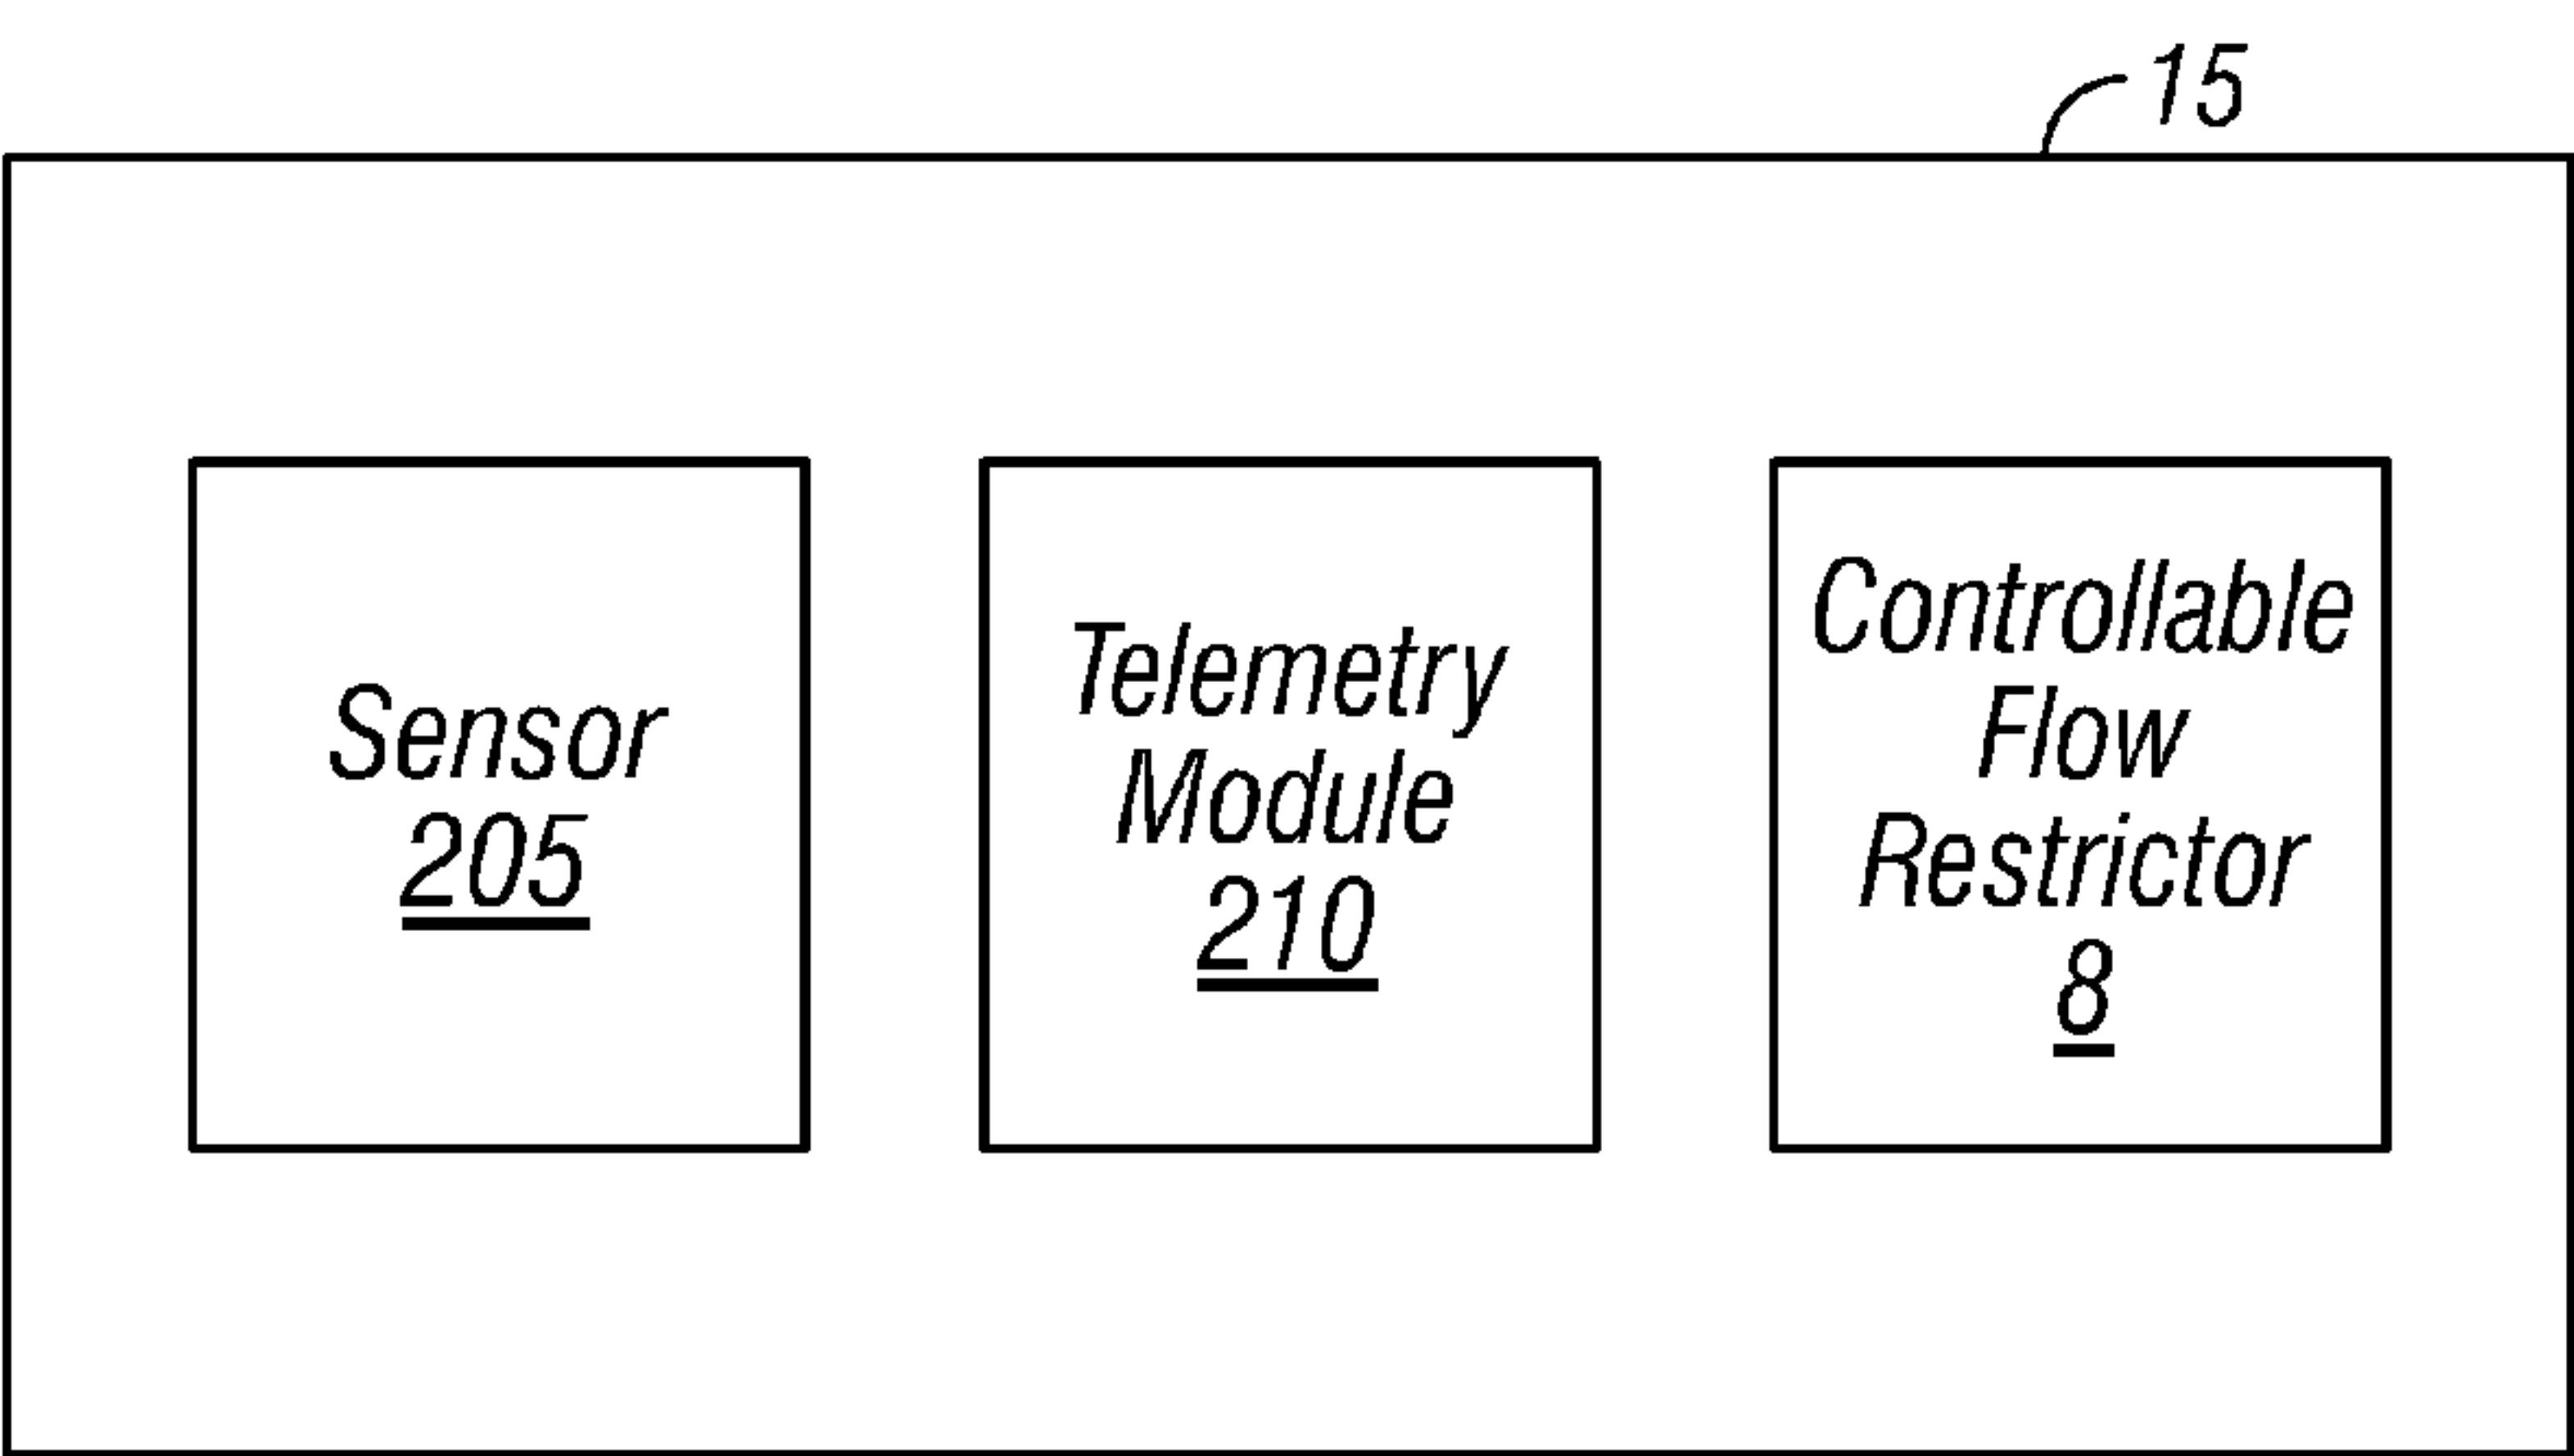 15
Sensor
205
Telemetry
Module
210
Controllable
Flow
Restrictor
8